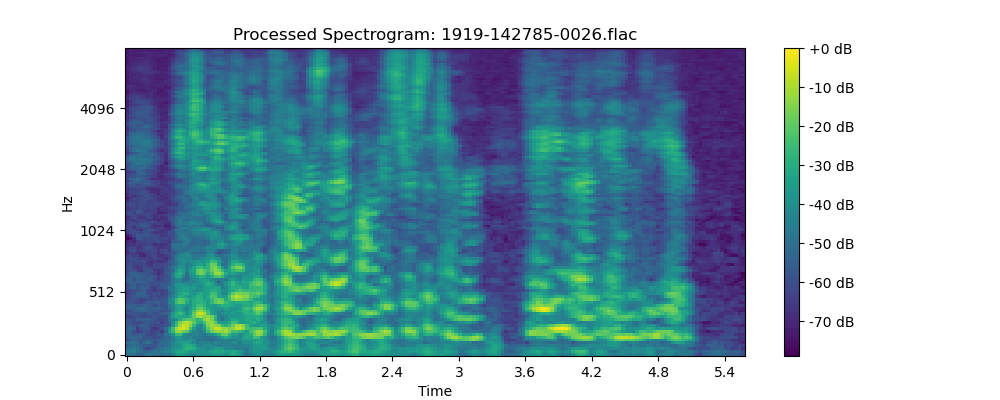 Processed Spectrogram: 1919-142785-0026.flac
Hz
4096
2048
1024
512
0
0 0.6 1.2 1.8 2.4 3 3.6 4.2 4.8 5.4
Time
+0 dB
-10 dB
-20 dB
-30 dB
-40 dB
-50 dB
-60 dB
-70 dB